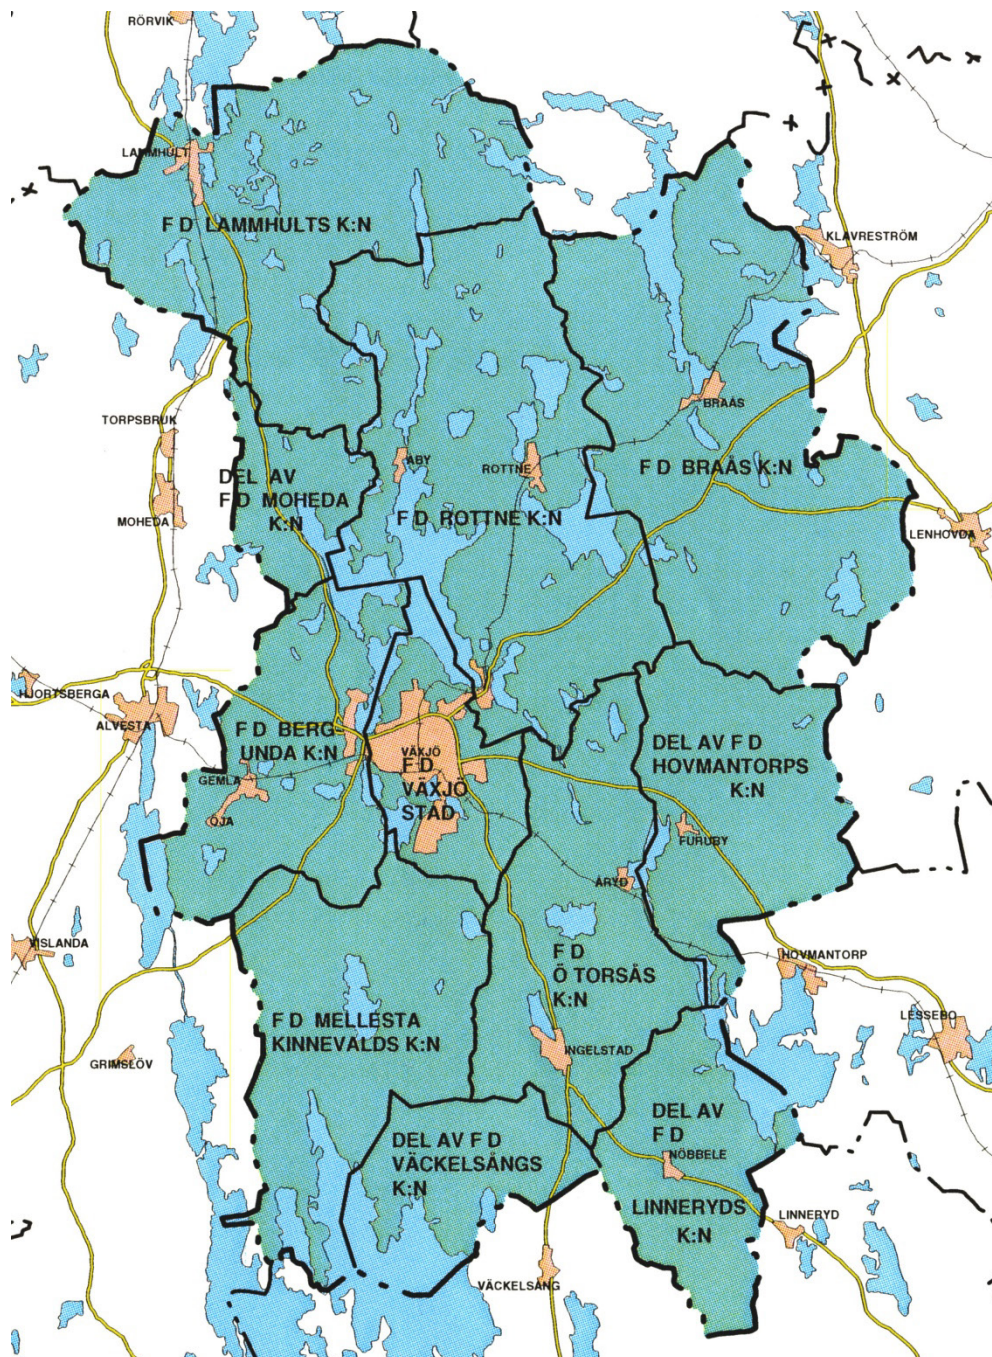 RÖRVIK
LAMMHULT
F D LAMMHULTS K:N
KLAVRESTRÖM
BRAÅS
TORPSBRUK
ÅBY
ROTTNE
F D BRAÅS K:N
DEL AV
F D MOHEDA
K:N
MOHEDA
F D ROTTNE K:N
LENHOVDA
HJORTSBERGA
ALVESTA
F D BERG-
UNDA K:N
VÄXJÖ
F D
VÄXJÖ
STAD
DEL AV F D
HOVMANTORPS
K:N
GEMLA
ÖJA
FURUBY
ÅRYD
VISLANDA
F D
Ö TORSÅS
K:N
HOVMANTORP
LESSEBO
F D MELLESTA
KINNEVALDS K:N
GRIMSLÖV
INGELSTAD
DEL AV F D
VÄCKELSÅNGS
K:N
DEL AV
F D
NÖBBELE
LINNERYDS
K:N
LINNERYD
VÄCKELSÅNG